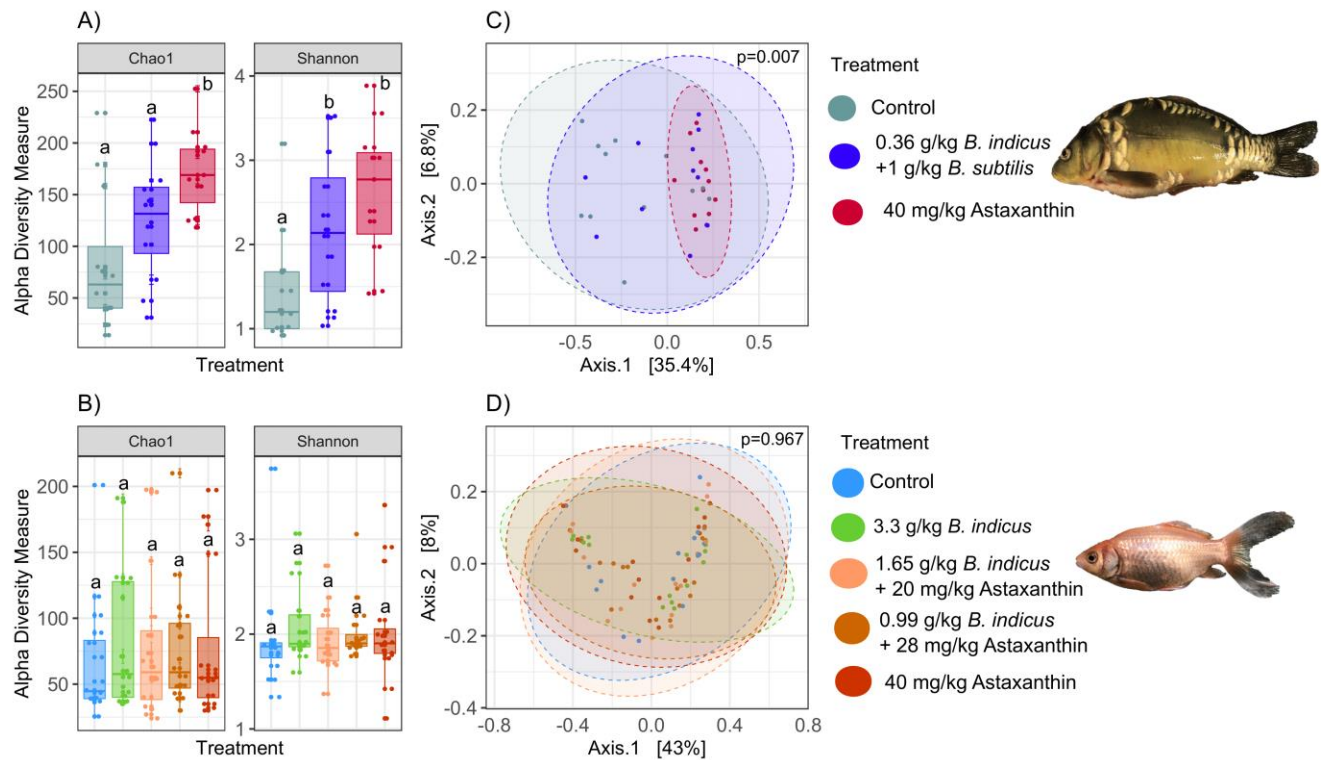 A)
Chao1
Shannon
Alpha Diversity Measure
250
200
150
100
50
a
a
b
4
3
2
1
a
b
b
Treatment
C)
p=0.007
Axis.2 [6.8%]
0.2
0.0
-0.2
-0.5
0.0
0.5
Axis.1 [35.4%]
Treatment
Control
0.36 g/kg B. indicus
+1 g/kg B. subtilis
40 mg/kg Astaxanthin
B)
Chao1
Shannon
Alpha Diversity Measure
200
150
100
50
a
a
a
a
a
3
2
1
a
a
a
a
a
Treatment
D)
p=0.967
Axis.2 [8%]
0.2
0.0
-0.2
-0.4
-0.8
-0.4
0.0
0.4
0.8
Axis.1 [43%]
Treatment
Control
3.3 g/kg B. indicus
1.65 g/kg B. indicus
+ 20 mg/kg Astaxanthin
0.99 g/kg B. indicus
+ 28 mg/kg Astaxanthin
40 mg/kg Astaxanthin